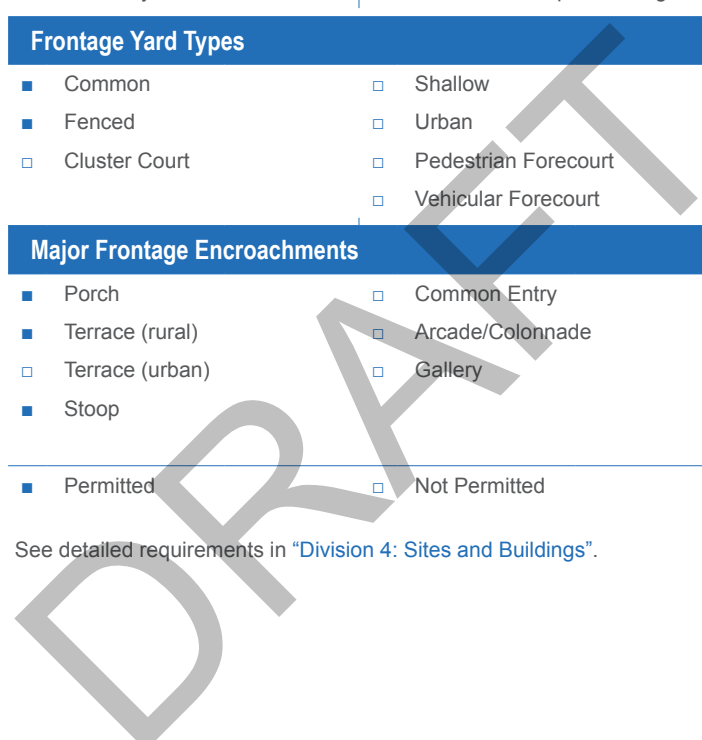 Frontage Yard Types
■ Common
■ Fenced
□ Cluster Court
□ Shallow
□ Urban
□ Pedestrian Forecourt
□ Vehicular Forecourt
Major Frontage Encroachments
■ Porch
■ Terrace (rural)
□ Terrace (urban)
■ Stoop
□ Common Entry
□ Arcade/Colonnade
□ Gallery
■ Permitted □ Not Permitted
See detailed requirements in “Division 4: Sites and Buildings”.
DRAFT